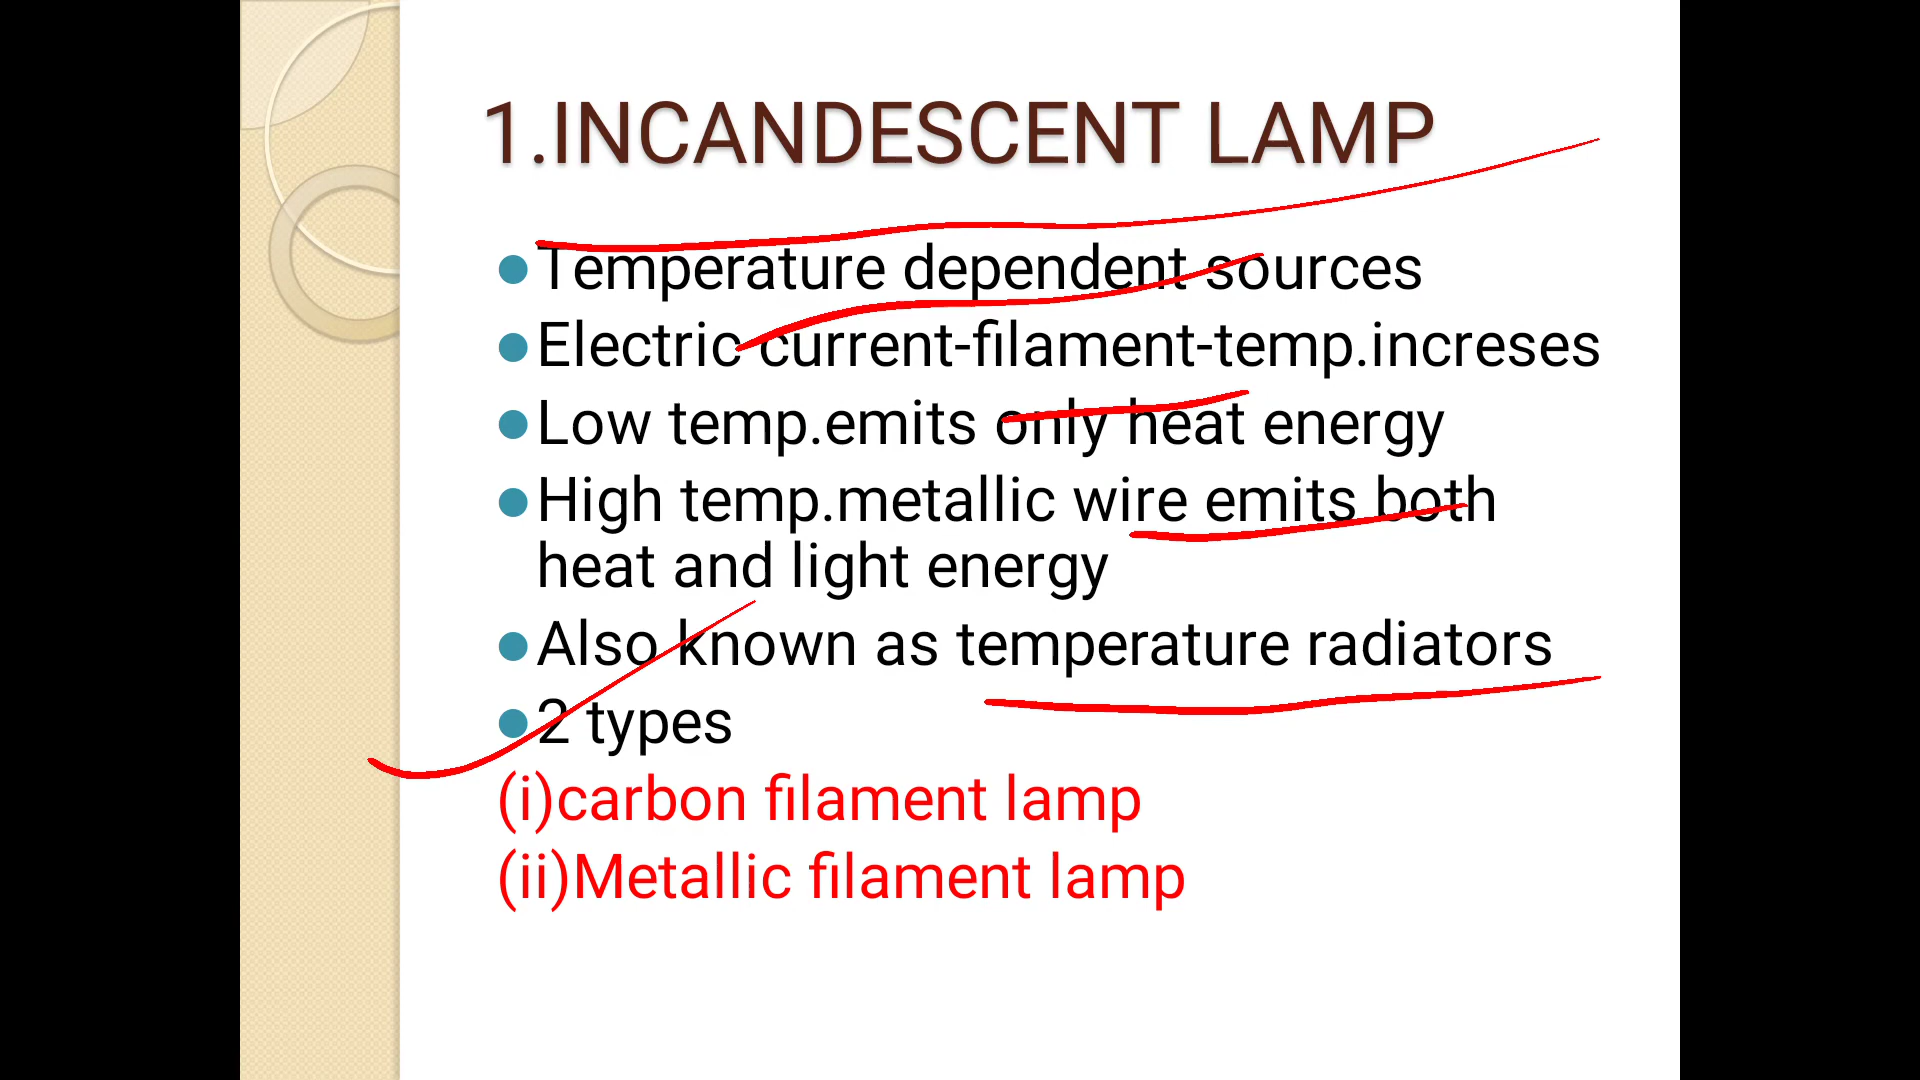 1.INCANDESCENT LAMP
•Temperature dependent sources
•Electric current-filament-temp.increses
•Low temp.emits only heat energy
•High temp.metallic wire emits both
heat and light energy
•Also known as temperature radiators
•2 types
(i)carbon filament lamp
(ii)Metallic filament lamp